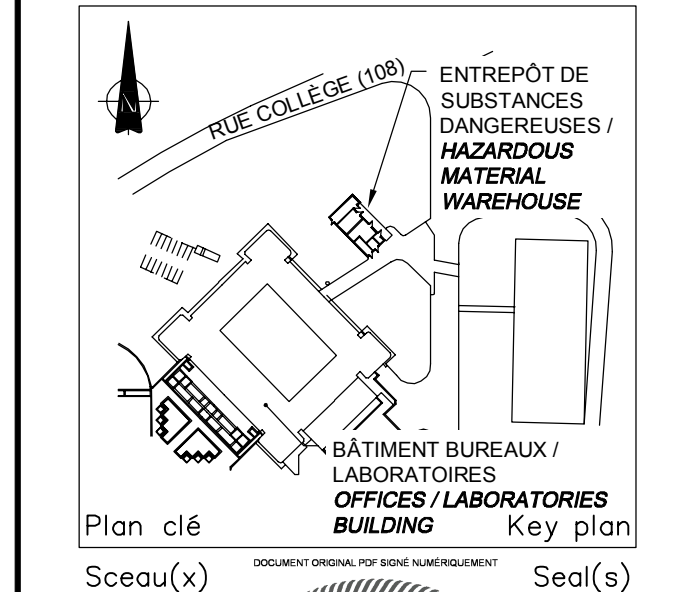 N
RUE COLLÈGE (108)
ENTREPÔT DE
SUBSTANCES
DANGEREUSES /
HAZARDOUS
MATERIAL
WAREHOUSE
BÂTIMENT BUREAUX /
LABORATOIRES
OFFICES / LABORATORIES
BUILDING
Plan clé Key plan
DOCUMENT ORIGINAL PDF SIGNÉ NUMÉRIQUEMENT
Sceau(x) Seal(s)